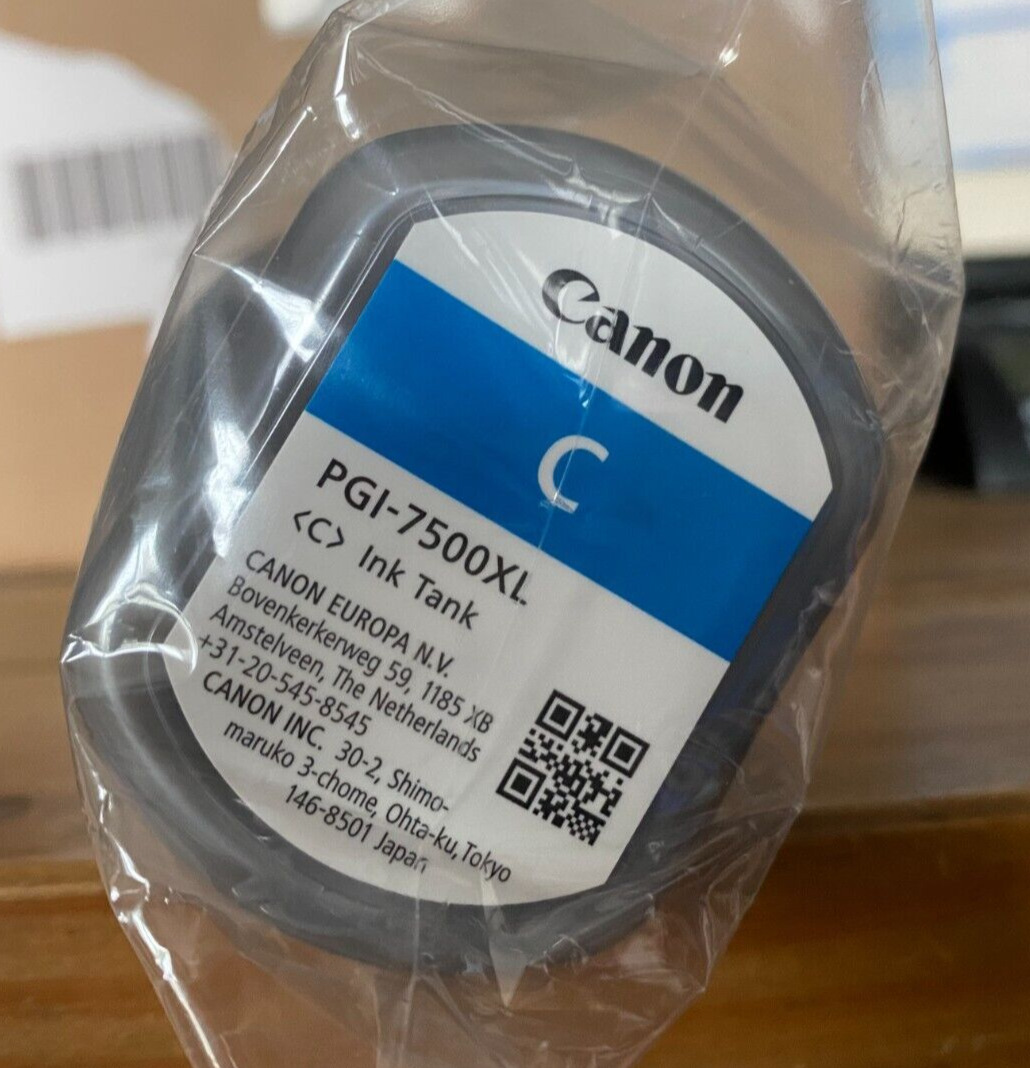 Canon
C
PGI-7500XL
<C> Ink Tank
CANON EUROPA N.V.
Bovenkerkerweg 59, 1185 XB
Amstelveen, The Netherlands
+31-20-545-8545
CANON INC. 30-2, Shimo-
maruko 3-chome, Ohta-ku, Tokyo
146-8501 Japan